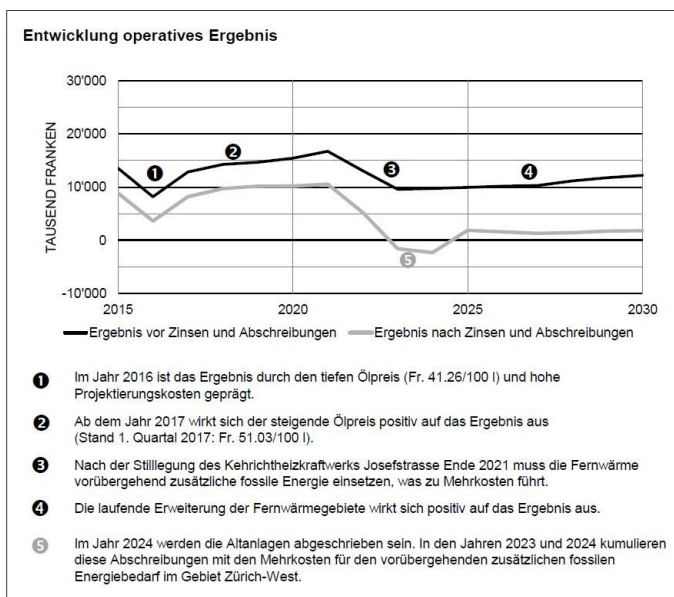 Entwicklung operatives Ergebnis
30'000
20'000
10'000
0
-10'000
TAUSEND FRANKEN
1
2
3
4
5
2015
2020
2025
2030
Ergebnis vor Zinsen und Abschreibungen
Ergebnis nach Zinsen und Abschreibungen
1 Im Jahr 2016 ist das Ergebnis durch den tiefen Ölpreis (Fr. 41.26/100 l) und hohe
Projektierungskosten geprägt.
2 Ab dem Jahr 2017 wirkt sich der steigende Ölpreis positiv auf das Ergebnis aus
(Stand 1. Quartal 2017: Fr. 51.03/100 l).
3 Nach der Stilllegung des Kehrichtheizkraftwerks Josefstrasse Ende 2021 muss die Fernwärme
vorübergehend zusätzliche fossile Energie einsetzen, was zu Mehrkosten führt.
4 Die laufende Erweiterung der Fernwärmegebiete wirkt sich positiv auf das Ergebnis aus.
5 Im Jahr 2024 werden die Altanlagen abgeschrieben sein. In den Jahren 2023 und 2024 kumulieren
diese Abschreibungen mit den Mehrkosten für den vorübergehenden zusätzlichen fossilen
Energiebedarf im Gebiet Zürich-West.